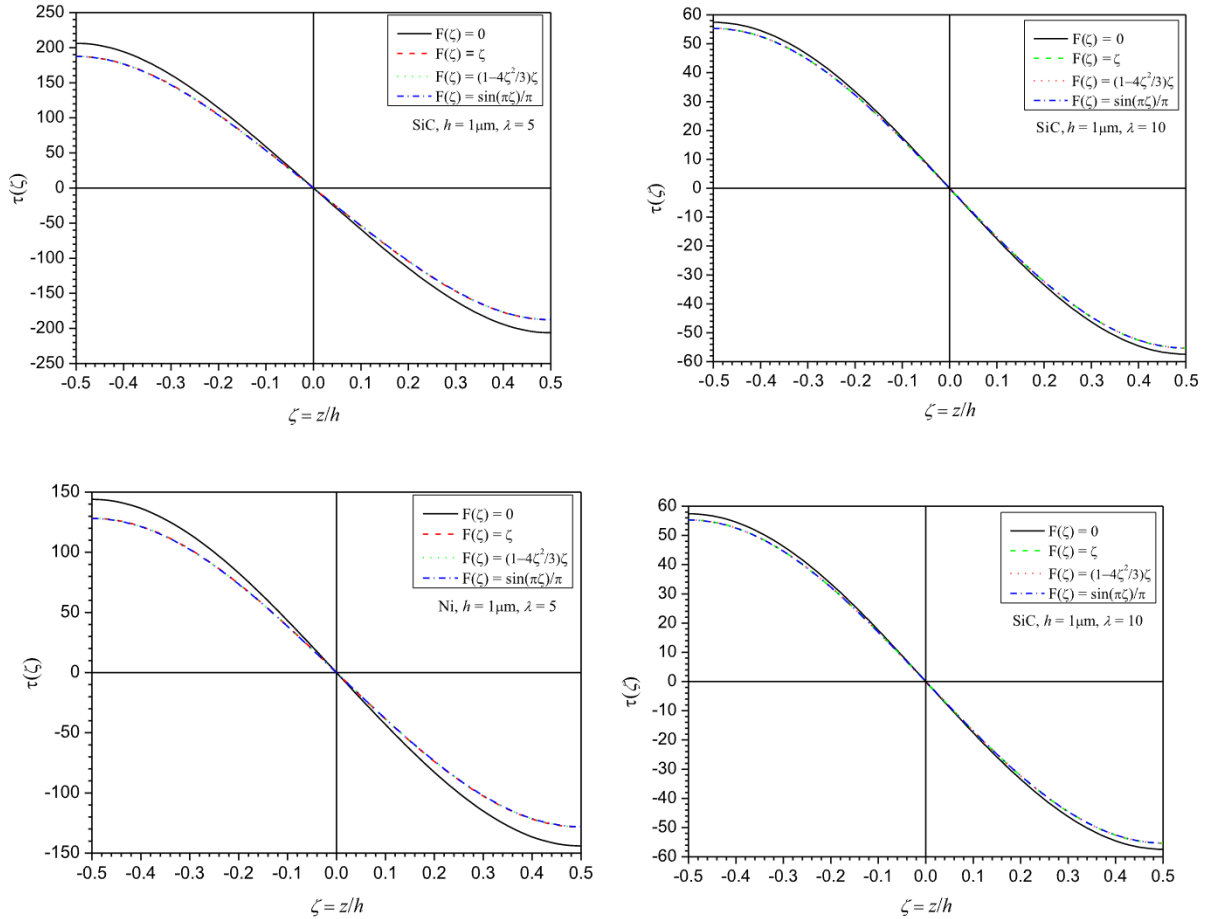 250
200
150
100
50
0
-50
-100
-150
-200
-250
τ(ζ)
F(ζ) = 0
F(ζ) = ζ
F(ζ) = (1–4ζ²/3)ζ
F(ζ) = sin(πζ)/π
SiC, h = 1μm, λ = 5
-0.5 -0.4 -0.3 -0.2 -0.1 0.0 0.1 0.2 0.3 0.4 0.5
ζ = z/h
60
50
40
30
20
10
0
-10
-20
-30
-40
-50
-60
τ(ζ)
F(ζ) = 0
F(ζ) = ζ
F(ζ) = (1–4ζ²/3)ζ
F(ζ) = sin(πζ)/π
SiC, h = 1μm, λ = 10
-0.5 -0.4 -0.3 -0.2 -0.1 0.0 0.1 0.2 0.3 0.4 0.5
ζ = z/h
150
100
50
0
-50
-100
-150
τ(ζ)
F(ζ) = 0
F(ζ) = ζ
F(ζ) = (1–4ζ²/3)ζ
F(ζ) = sin(πζ)/π
Ni, h = 1μm, λ = 5
-0.5 -0.4 -0.3 -0.2 -0.1 0.0 0.1 0.2 0.3 0.4 0.5
ζ = z/h
60
50
40
30
20
10
0
-10
-20
-30
-40
-50
-60
τ(ζ)
F(ζ) = 0
F(ζ) = ζ
F(ζ) = (1–4ζ²/3)ζ
F(ζ) = sin(πζ)/π
SiC, h = 1μm, λ = 10
-0.5 -0.4 -0.3 -0.2 -0.1 0.0 0.1 0.2 0.3 0.4 0.5
ζ = z/h